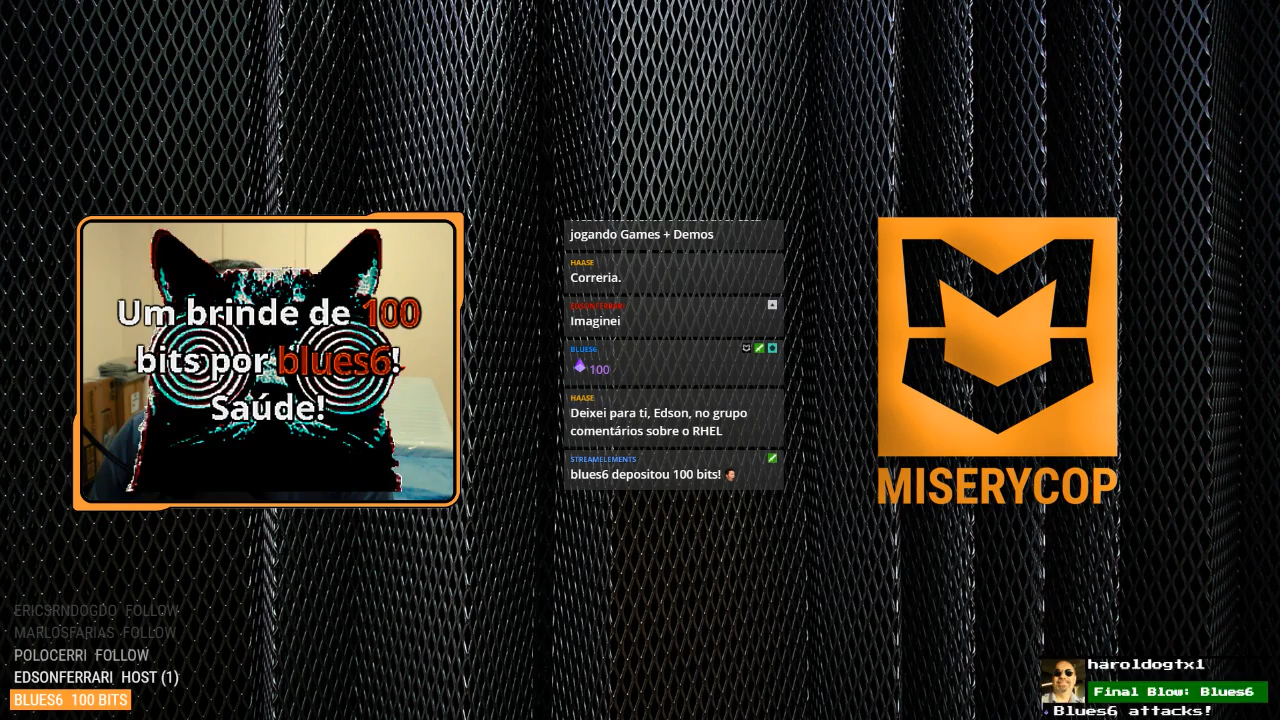 Um brinde de 100
bits por blues6!
Saúde!
jogando Games + Demos
HAASE
Correria.
EDSONFERRARI
Imaginei
BLUES6
100
HAASE
Deixei para ti, Edson, no grupo
comentários sobre o RHEL
STREAMELEMENTS
blues6 depositou 100 bits!
MISERYCOP
ERICSRNDOGDO FOLLOW
MARLOSFARIAS FOLLOW
POLOCERRI FOLLOW
EDSONFERRARI HOST (1)
BLUES6 100 BITS
haroldogtx1
Final Blow: Blues6
Blues6 attacks!